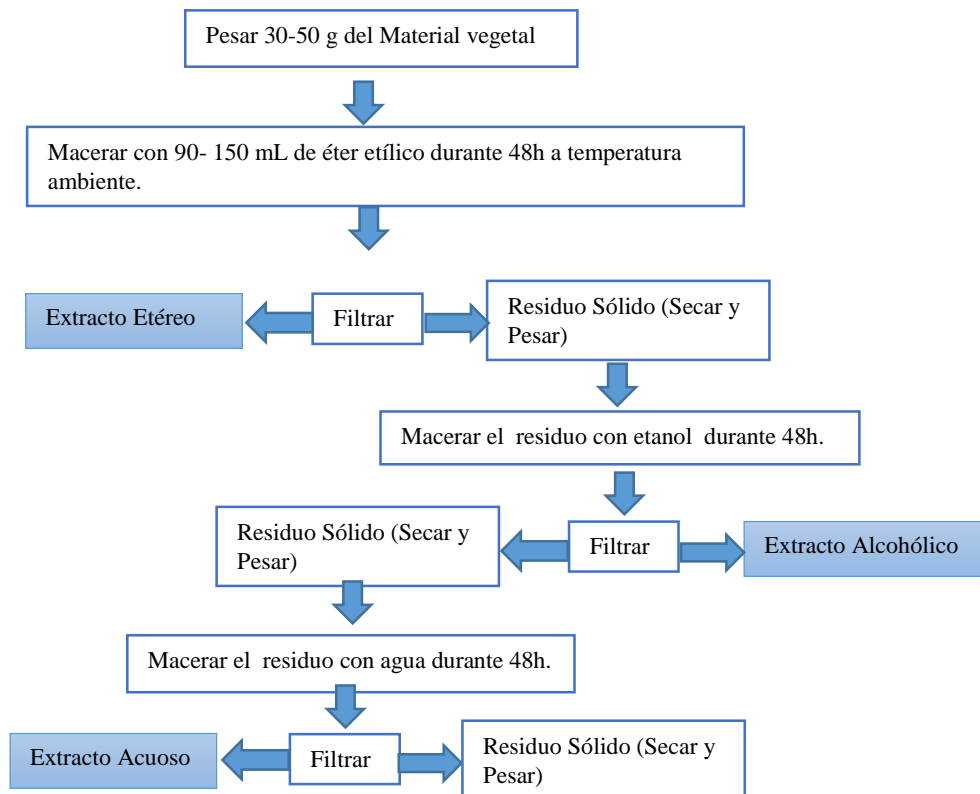 Pesar 30-50 g del Material vegetal
Macerar con 90- 150 mL de éter etílico durante 48h a temperatura
ambiente.
Extracto Etéreo
Filtrar
Residuo Sólido (Secar y
Pesar)
Macerar el  residuo con etanol  durante 48h.
Residuo Sólido (Secar y
Pesar)
Filtrar
Extracto Alcohólico
Macerar el  residuo con agua durante 48h.
Extracto Acuoso
Filtrar
Residuo Sólido (Secar y
Pesar)